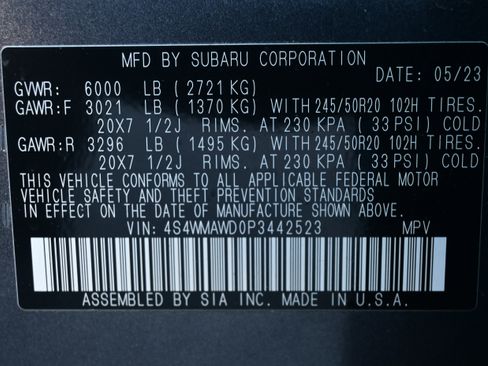 MFD BY SUBARU CORPORATION
DATE: 05/23
GVWR: 6000 LB (2721 KG)
GAWR:F 3021 LB (1370 KG) WITH 245/50R20 102H TIRES.
20X7 1/2J RIMS. AT 230 KPA (33 PSI) COLD
GAWR:R 3296 LB (1495 KG) WITH 245/50R20 102H TIRES.
20X7 1/2J RIMS. AT 230 KPA (33 PSI) COLD
THIS VEHICLE CONFORMS TO ALL APPLICABLE FEDERAL MOTOR
VEHICLE SAFETY AND THEFT PREVENTION STANDARDS
IN EFFECT ON THE DATE OF MANUFACTURE SHOWN ABOVE.
VIN: 4S4WMAWD0P3442523 MPV
ASSEMBLED BY SIA INC. MADE IN U.S.A.